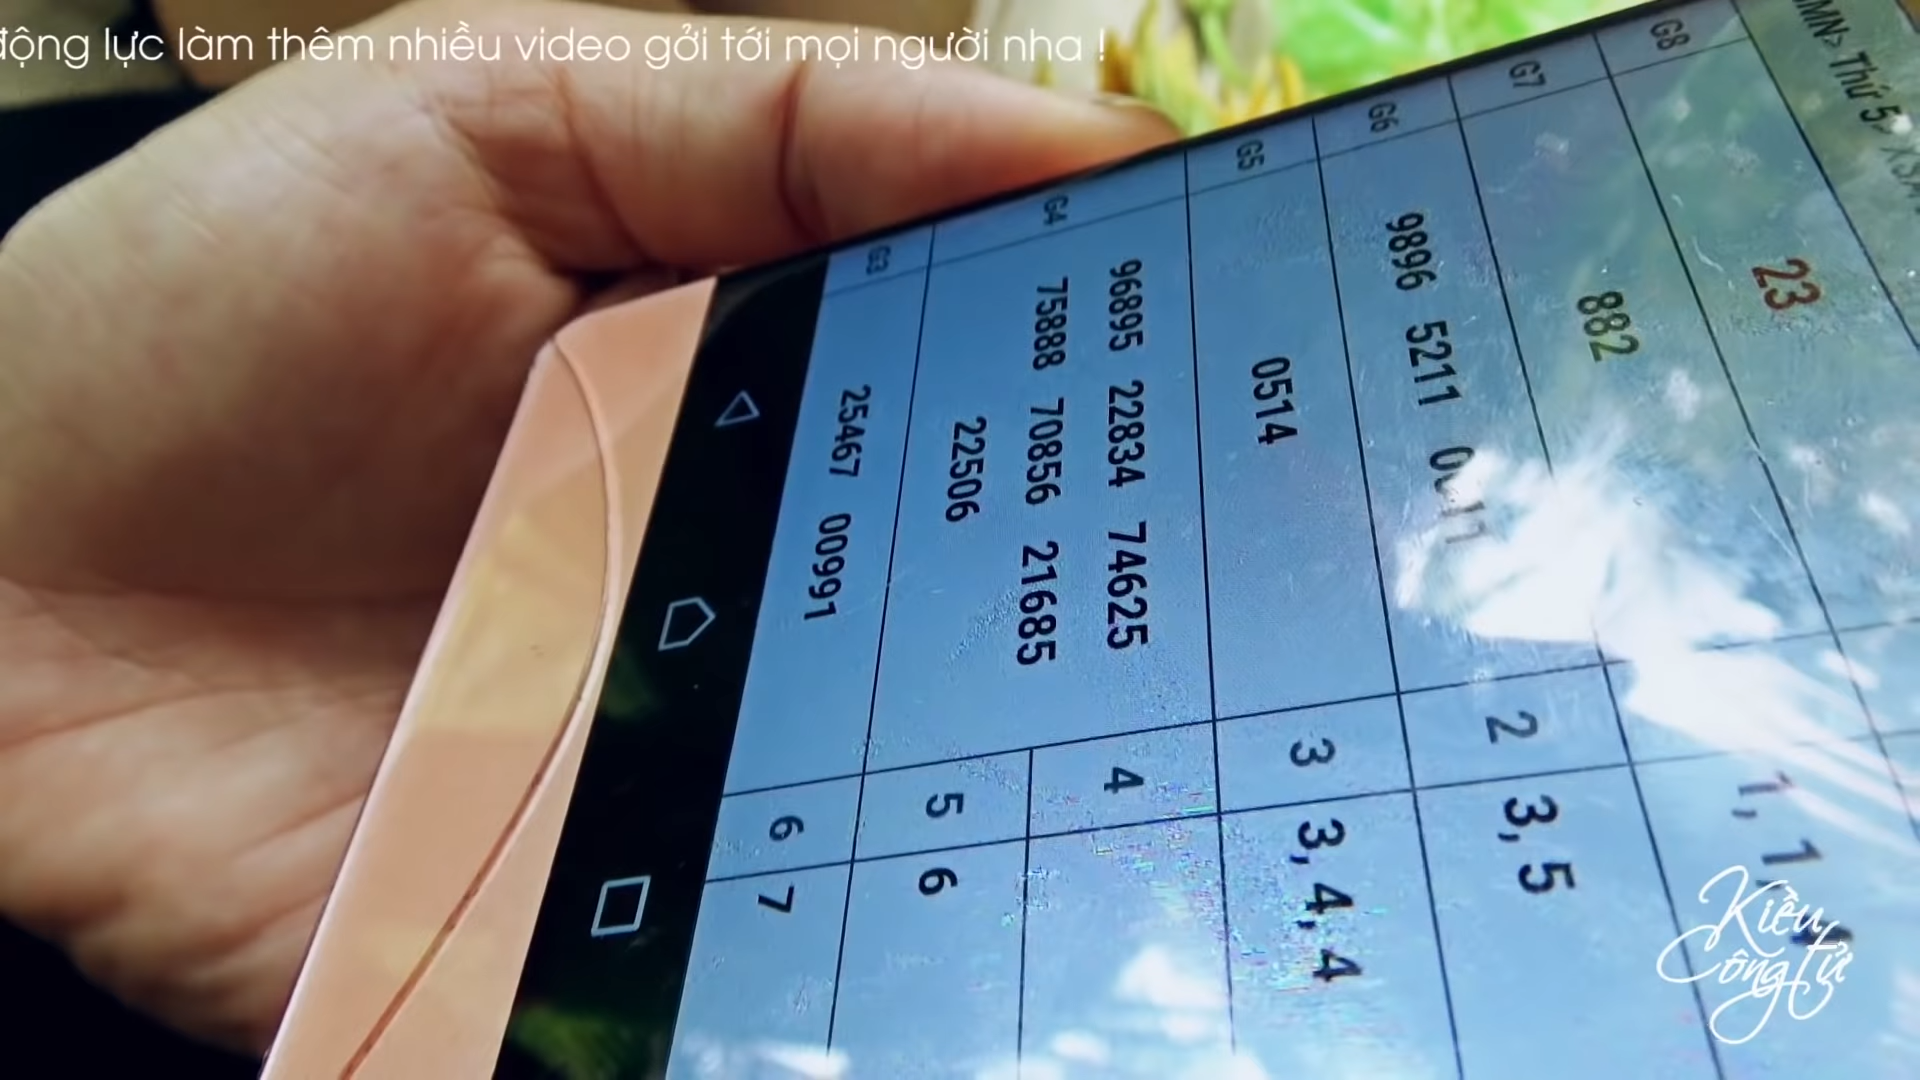 động lực làm thêm nhiều video gởi tới mọi người nha !
Thứ 5>
G8
23
G7
882
G6
9896 5211
G5
0514
G4
96895 22834 74625
75888 70856 21685
22506
G3
25467 00991
1, 1,
2 3, 5
3 3, 4, 4
4
5 6
6 7
Kiều
Công Tử